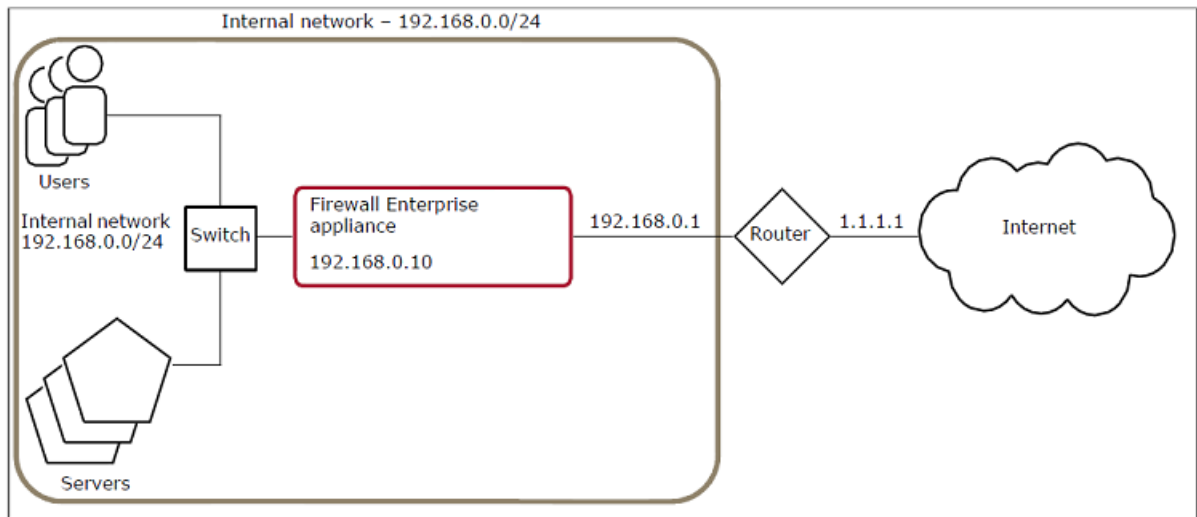 Internal network – 192.168.0.0/24
Users
Internal network
192.168.0.0/24
Switch
Firewall Enterprise
appliance
192.168.0.10
192.168.0.1
Router
1.1.1.1
Internet
Servers